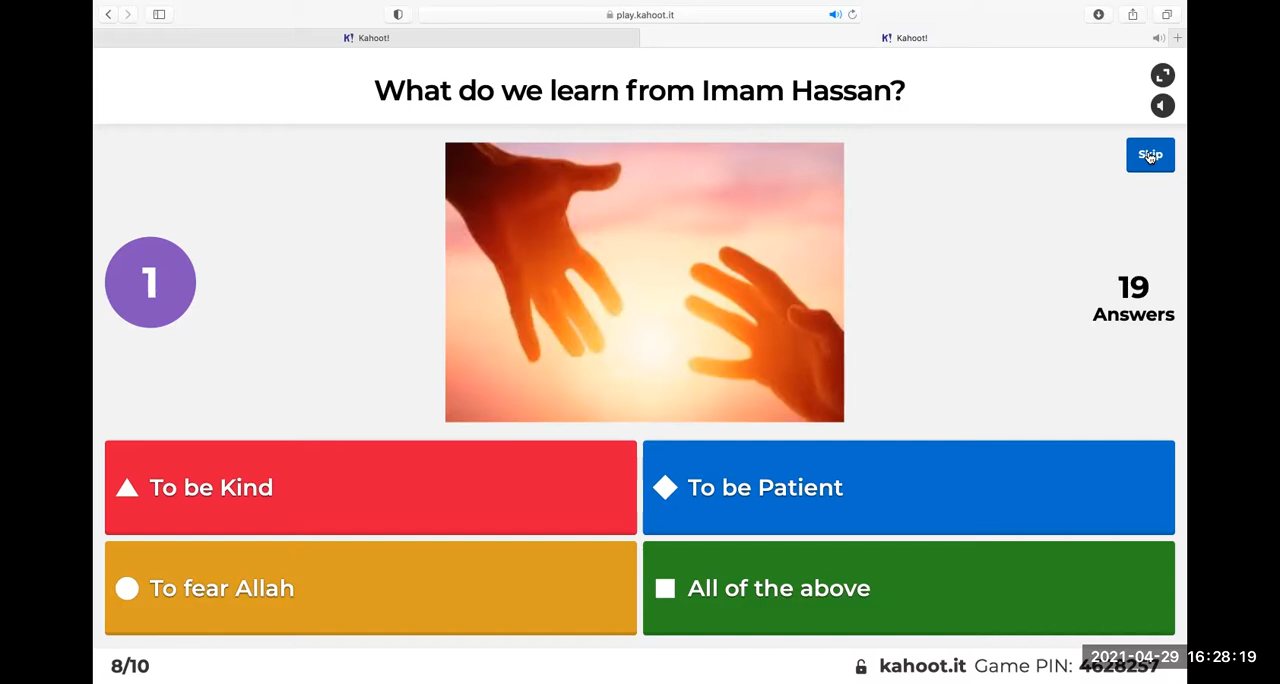 play.kahoot.it
K! Kahoot!
K! Kahoot!
What do we learn from Imam Hassan?
Skip
1
19
Answers
To be Kind
To be Patient
To fear Allah
All of the above
8/10
kahoot.it Game PIN: 4628257
2021-04-29 16:28:19